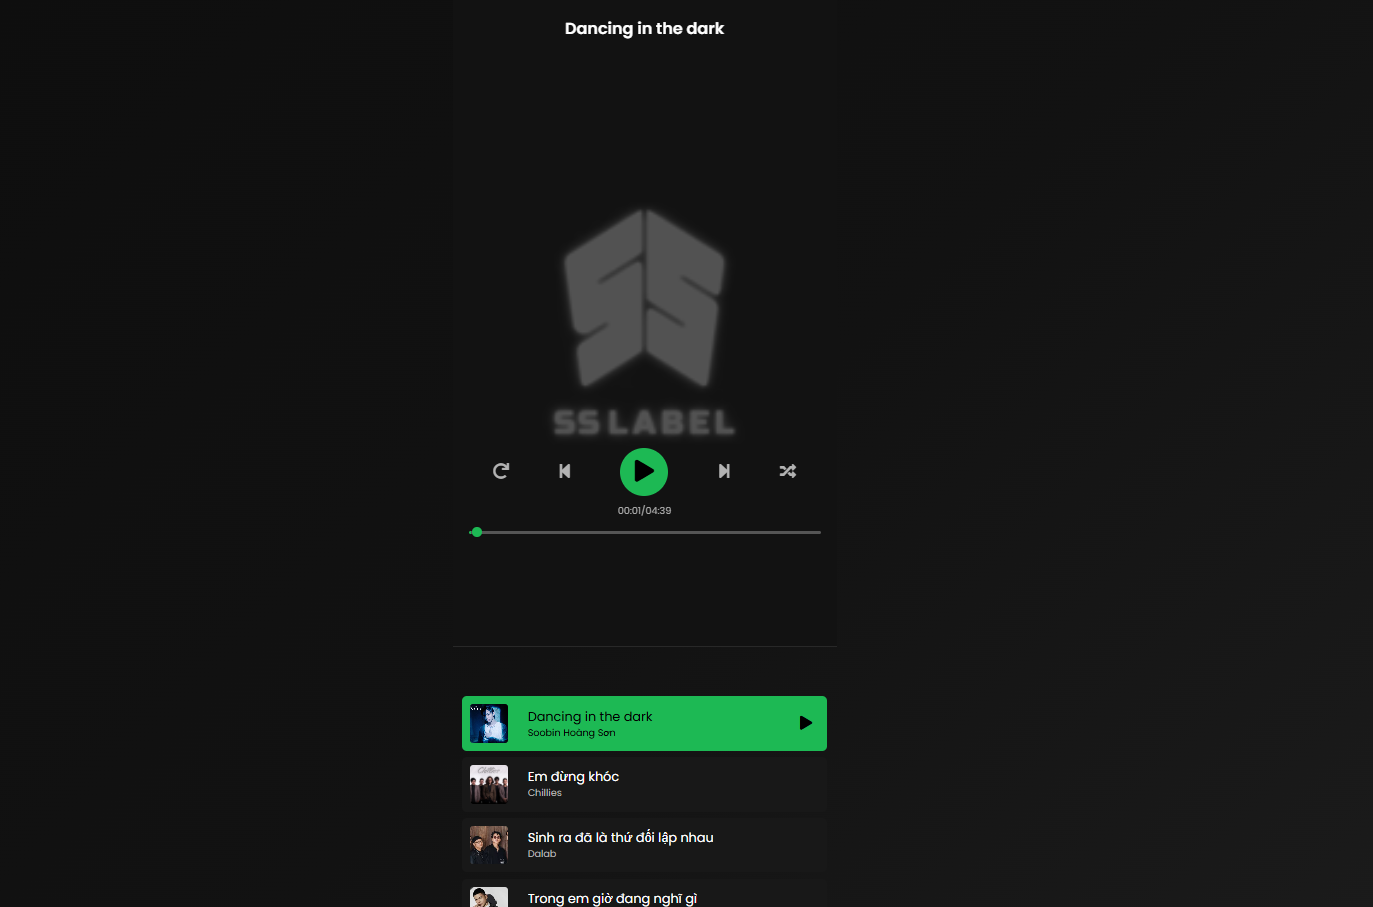 Dancing in the dark
SS LABEL
00:01/04:39
Dancing in the dark
Soobin Hoàng Sơn
Em đừng khóc
Chillies
Sinh ra đã là thứ đối lập nhau
Dalab
Trong em giờ đang nghĩ gì